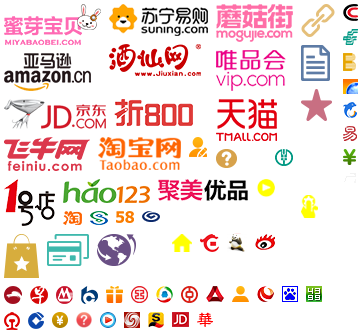 蜜芽宝贝
MIYABAOBEI.COM
苏宁易购
suning.com
蘑菇街
mogujie.com
亚马逊
amazon.cn
酒仙网
www.Jiuxian.com
唯品会
vip.com
JD 京东
.COM
折800
天猫
TMALL.COM
飞牛网
feiniu.com
淘宝网
Taobao.com
1号店
hao123
聚美优品
淘 58
JD 華